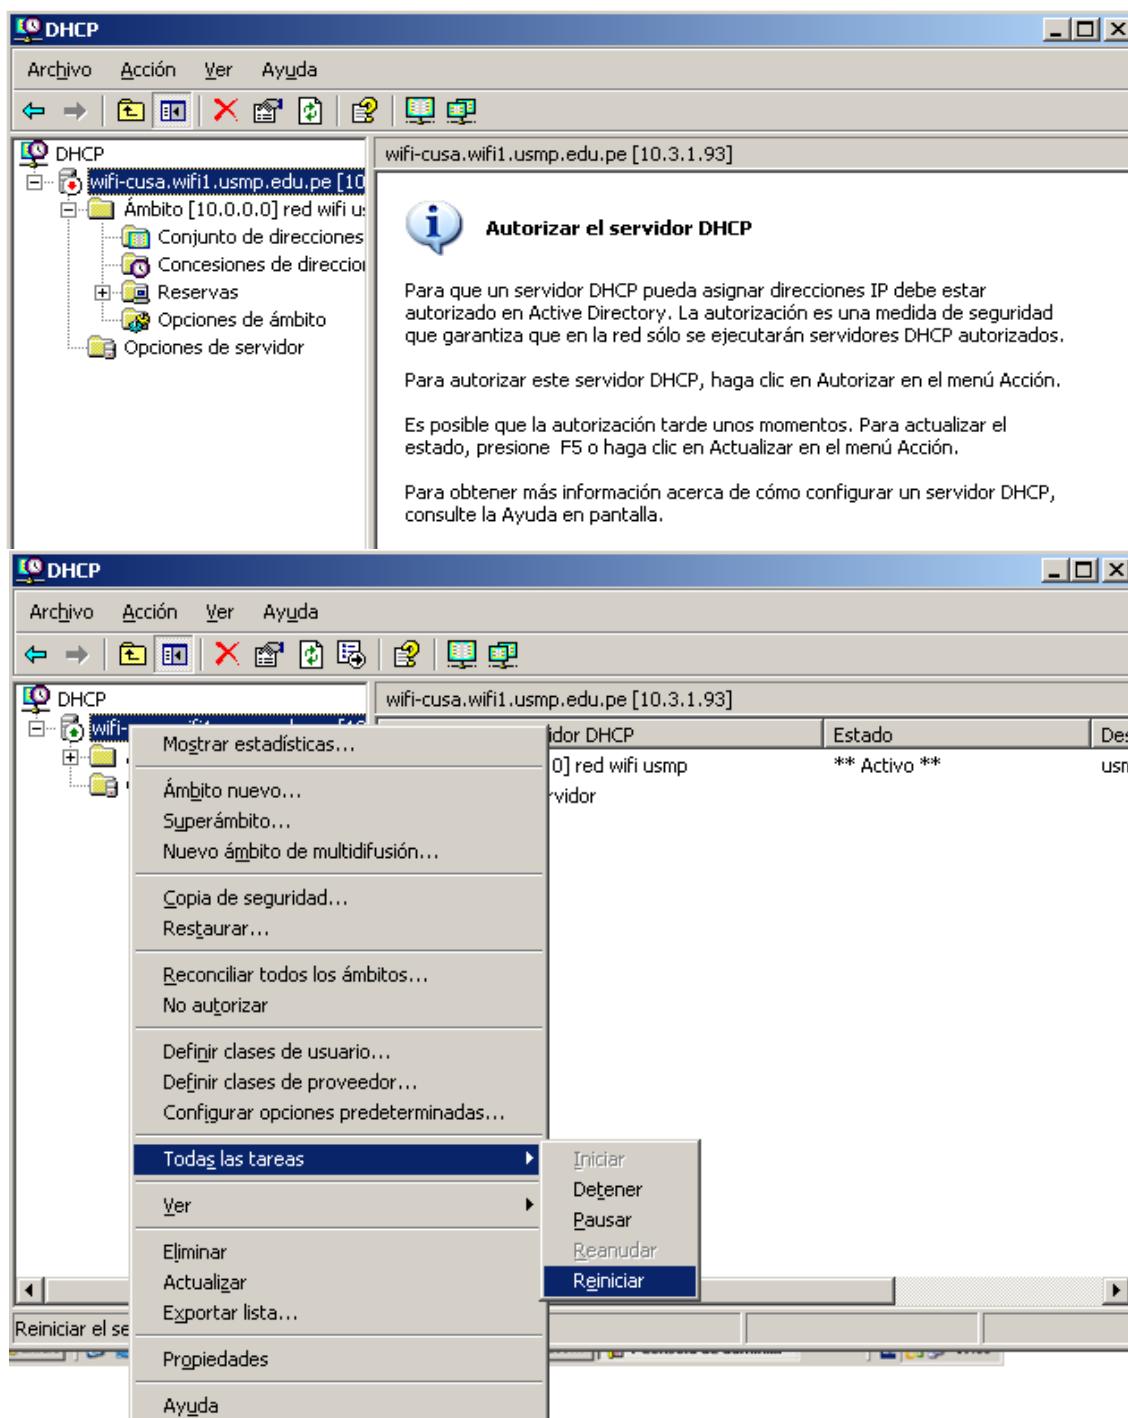 DHCP
Archivo Acción Ver Ayuda
DHCP
wifi-cusa.wifi1.usmp.edu.pe [10.3.1.93]
wifi-cusa.wifi1.usmp.edu.pe [10
Ámbito [10.0.0.0] red wifi u
Conjunto de direcciones
Concesiones de direccio
Reservas
Opciones de ámbito
Opciones de servidor
Autorizar el servidor DHCP
Para que un servidor DHCP pueda asignar direcciones IP debe estar
autorizado en Active Directory. La autorización es una medida de seguridad
que garantiza que en la red sólo se ejecutarán servidores DHCP autorizados.
Para autorizar este servidor DHCP, haga clic en Autorizar en el menú Acción.
Es posible que la autorización tarde unos momentos. Para actualizar el
estado, presione F5 o haga clic en Actualizar en el menú Acción.
Para obtener más información acerca de cómo configurar un servidor DHCP,
consulte la Ayuda en pantalla.
DHCP
Archivo Acción Ver Ayuda
DHCP
wifi-cusa.wifi1.usmp.edu.pe [10.3.1.93]
wifi-
idor DHCP Estado Des
0] red wifi usmp ** Activo ** usm
rvidor
Mostrar estadísticas...
Ámbito nuevo...
Superámbito...
Nuevo ámbito de multidifusión...
Copia de seguridad...
Restaurar...
Reconciliar todos los ámbitos...
No autorizar
Definir clases de usuario...
Definir clases de proveedor...
Configurar opciones predeterminadas...
Todas las tareas
Ver
Eliminar
Actualizar
Exportar lista...
Propiedades
Ayuda
Iniciar
Detener
Pausar
Reanudar
Reiniciar
Reiniciar el se